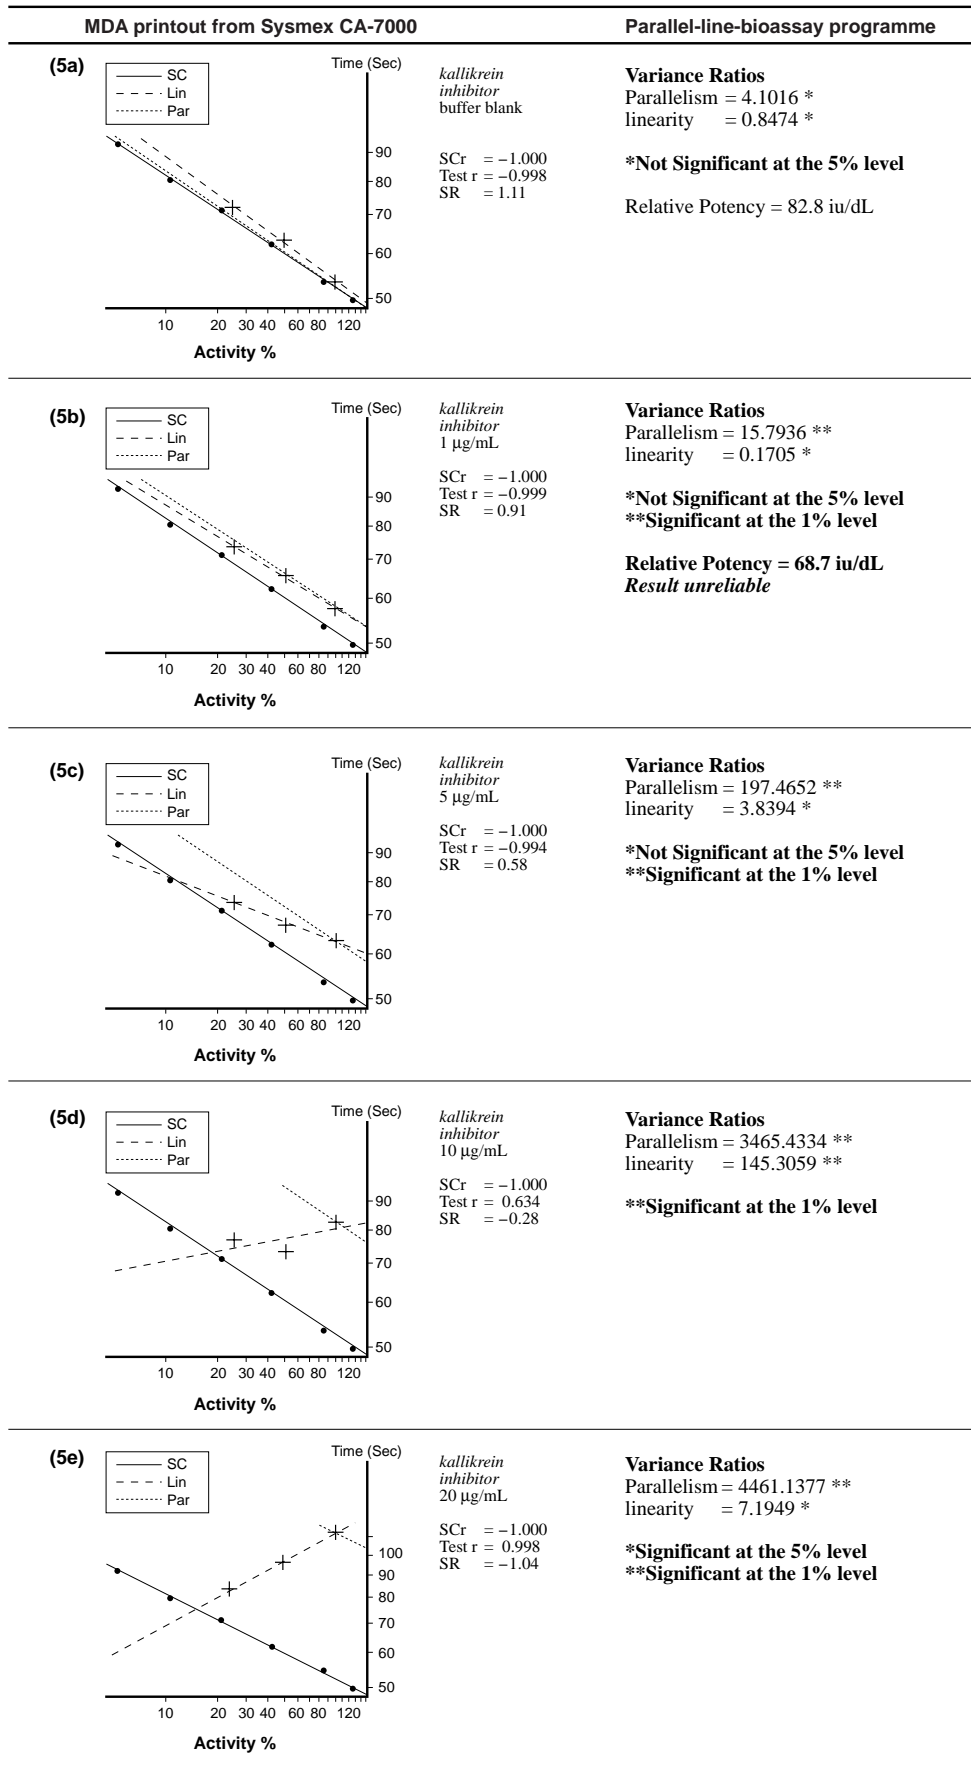 MDA printout from Sysmex CA-7000
Parallel-line-bioassay programme
(5a)
SC
Lin
Par
Time (Sec)
90
80
70
60
50
10 20 30 40 60 80 120
Activity %
kallikrein
inhibitor
buffer blank
SCr = −1.000
Test r = −0.998
SR = 1.11
Variance Ratios
Parallelism = 4.1016 *
linearity = 0.8474 *
*Not Significant at the 5% level
Relative Potency = 82.8 iu/dL
(5b)
SC
Lin
Par
Time (Sec)
90
80
70
60
50
10 20 30 40 60 80 120
Activity %
kallikrein
inhibitor
1 µg/mL
SCr = −1.000
Test r = −0.999
SR = 0.91
Variance Ratios
Parallelism = 15.7936 **
linearity = 0.1705 *
*Not Significant at the 5% level
**Significant at the 1% level
Relative Potency = 68.7 iu/dL
Result unreliable
(5c)
SC
Lin
Par
Time (Sec)
90
80
70
60
50
10 20 30 40 60 80 120
Activity %
kallikrein
inhibitor
5 µg/mL
SCr = −1.000
Test r = −0.994
SR = 0.58
Variance Ratios
Parallelism = 197.4652 **
linearity = 3.8394 *
*Not Significant at the 5% level
**Significant at the 1% level
(5d)
SC
Lin
Par
Time (Sec)
90
80
70
60
50
10 20 30 40 60 80 120
Activity %
kallikrein
inhibitor
10 µg/mL
SCr = −1.000
Test r = 0.634
SR = −0.28
Variance Ratios
Parallelism = 3465.4334 **
linearity = 145.3059 **
**Significant at the 1% level
(5e)
SC
Lin
Par
Time (Sec)
100
90
80
70
60
50
10 20 30 40 60 80 120
Activity %
kallikrein
inhibitor
20 µg/mL
SCr = −1.000
Test r = 0.998
SR = −1.04
Variance Ratios
Parallelism = 4461.1377 **
linearity = 7.1949 *
*Significant at the 5% level
**Significant at the 1% level